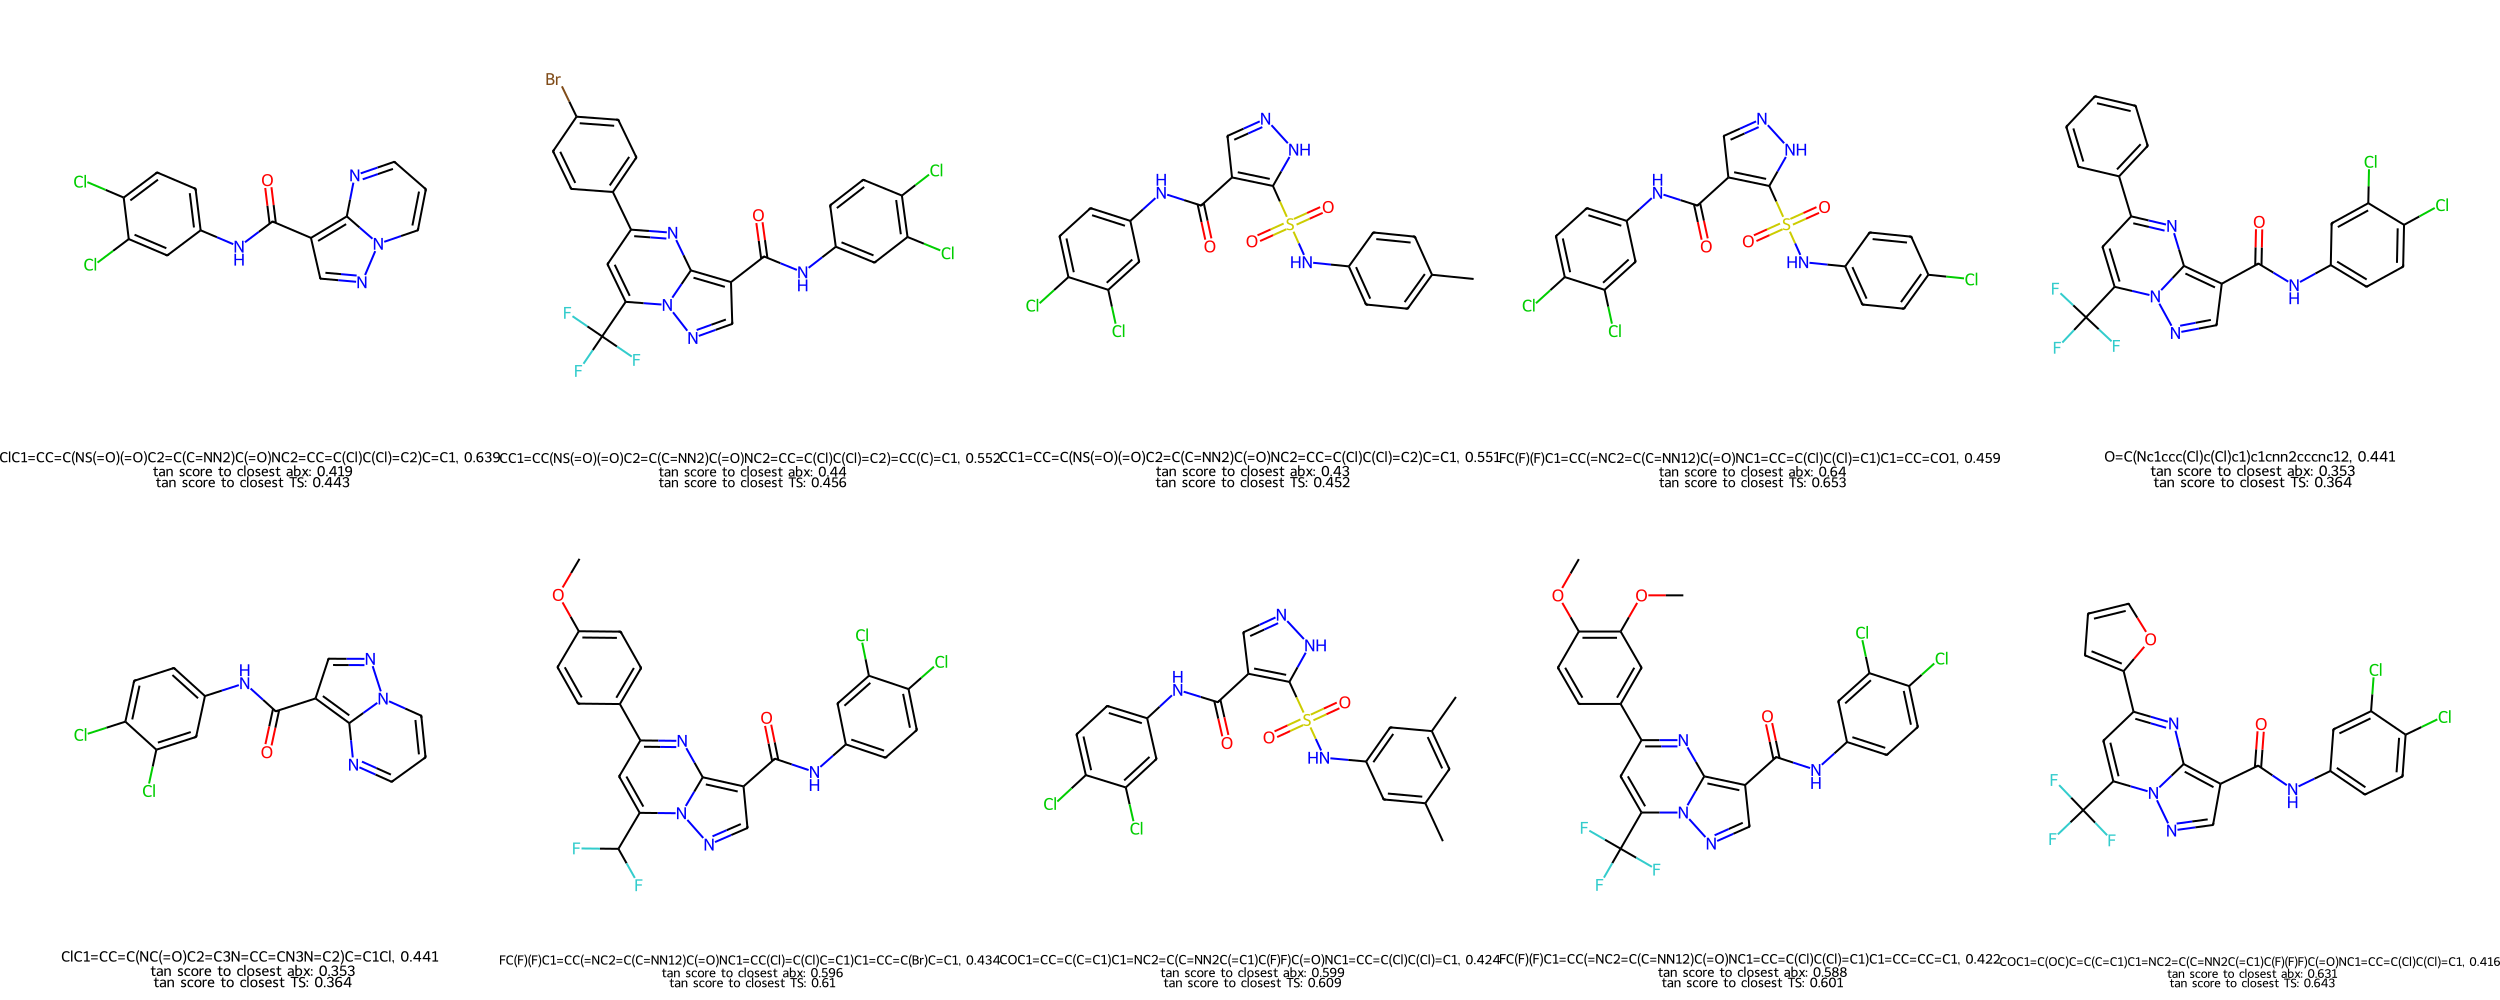 ClC1=CC=C(NS(=O)(=O)C2=C(C=NN2)C(=O)NC2=CC=C(Cl)C(Cl)=C2)C=C1, 0.639
tan score to closest abx: 0.419
tan score to closest TS: 0.443
CC1=CC(NS(=O)(=O)C2=C(C=NN2)C(=O)NC2=CC=C(Cl)C(Cl)=C2)=CC(C)=C1, 0.552
tan score to closest abx: 0.44
tan score to closest TS: 0.456
CC1=CC=C(NS(=O)(=O)C2=C(C=NN2)C(=O)NC2=CC=C(Cl)C(Cl)=C2)C=C1, 0.551
tan score to closest abx: 0.43
tan score to closest TS: 0.452
FC(F)(F)C1=CC(=NC2=C(C=NN12)C(=O)NC1=CC=C(Cl)C(Cl)=C1)C1=CC=CO1, 0.459
tan score to closest abx: 0.64
tan score to closest TS: 0.653
O=C(Nc1ccc(Cl)c(Cl)c1)c1cnn2cccnc12, 0.441
tan score to closest abx: 0.353
tan score to closest TS: 0.364
ClC1=CC=C(NC(=O)C2=C3N=CC=CN3N=C2)C=C1Cl, 0.441
tan score to closest abx: 0.353
tan score to closest TS: 0.364
FC(F)(F)C1=CC(=NC2=C(C=NN12)C(=O)NC1=CC(Cl)=C(Cl)C=C1)C1=CC=C(Br)C=C1, 0.434
tan score to closest abx: 0.596
tan score to closest TS: 0.61
COC1=CC=C(C=C1)C1=NC2=C(C=NN2C(=C1)C(F)F)C(=O)NC1=CC=C(Cl)C(Cl)=C1, 0.424
tan score to closest abx: 0.599
tan score to closest TS: 0.609
FC(F)(F)C1=CC(=NC2=C(C=NN12)C(=O)NC1=CC=C(Cl)C(Cl)=C1)C1=CC=CC=C1, 0.422
tan score to closest abx: 0.588
tan score to closest TS: 0.601
COC1=C(OC)C=C(C=C1)C1=NC2=C(C=NN2C(=C1)C(F)(F)F)C(=O)NC1=CC=C(Cl)C(Cl)=C1, 0.416
tan score to closest abx: 0.631
tan score to closest TS: 0.643